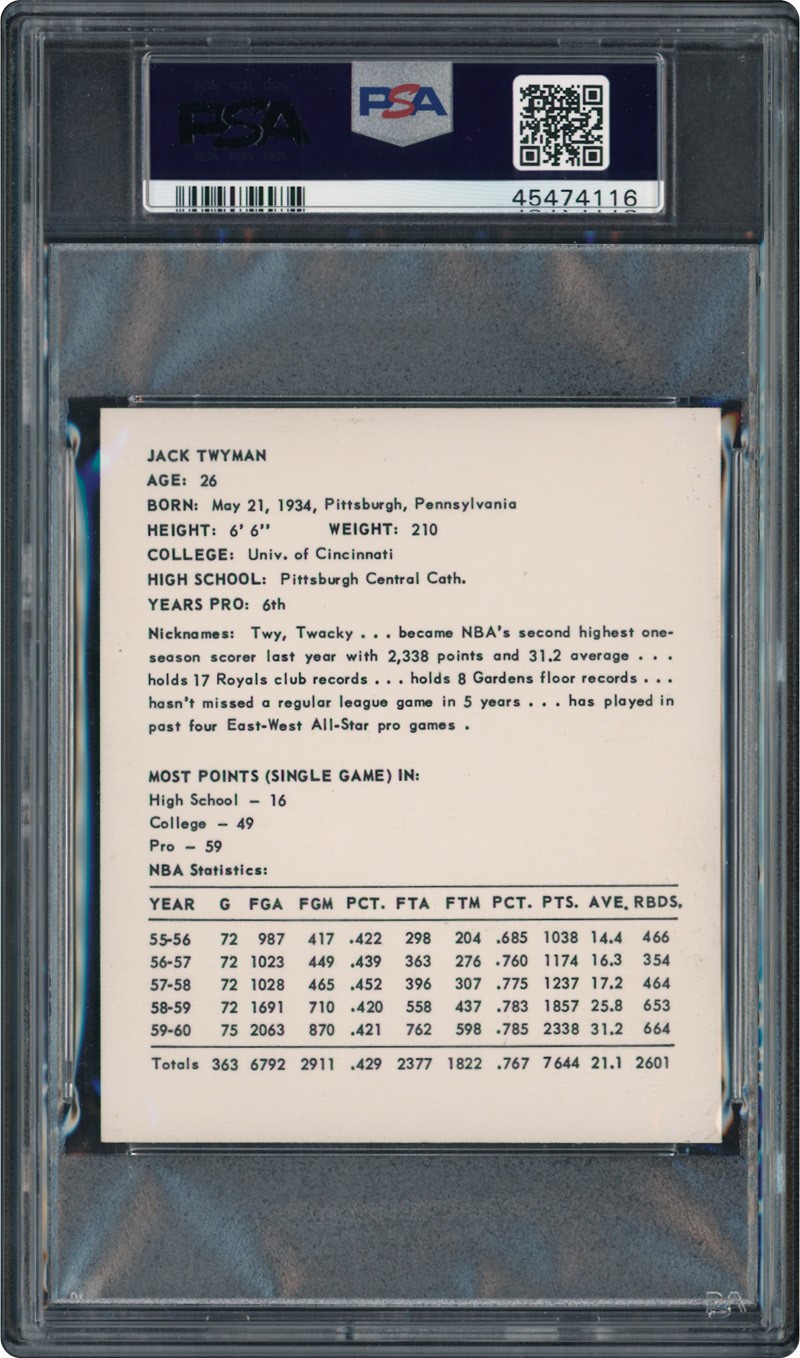 PSA
PSA
45474116
JACK TWYMAN
AGE: 26
BORN: May 21, 1934, Pittsburgh, Pennsylvania
HEIGHT: 6' 6" WEIGHT: 210
COLLEGE: Univ. of Cincinnati
HIGH SCHOOL: Pittsburgh Central Cath.
YEARS PRO: 6th
Nicknames: Twy, Twacky . . . became NBA's second highest one-
season scorer last year with 2,338 points and 31.2 average . . .
holds 17 Royals club records . . . holds 8 Gardens floor records . . .
hasn't missed a regular league game in 5 years . . . has played in
past four East-West All-Star pro games .
MOST POINTS (SINGLE GAME) IN:
High School – 16
College – 49
Pro – 59
NBA Statistics:
YEAR G FGA FGM PCT. FTA FTM PCT. PTS. AVE. RBDS.
55-56 72 987 417 .422 298 204 .685 1038 14.4 466
56-57 72 1023 449 .439 363 276 .760 1174 16.3 354
57-58 72 1028 465 .452 396 307 .775 1237 17.2 464
58-59 72 1691 710 .420 558 437 .783 1857 25.8 653
59-60 75 2063 870 .421 762 598 .785 2338 31.2 664
Totals 363 6792 2911 .429 2377 1822 .767 7644 21.1 2601